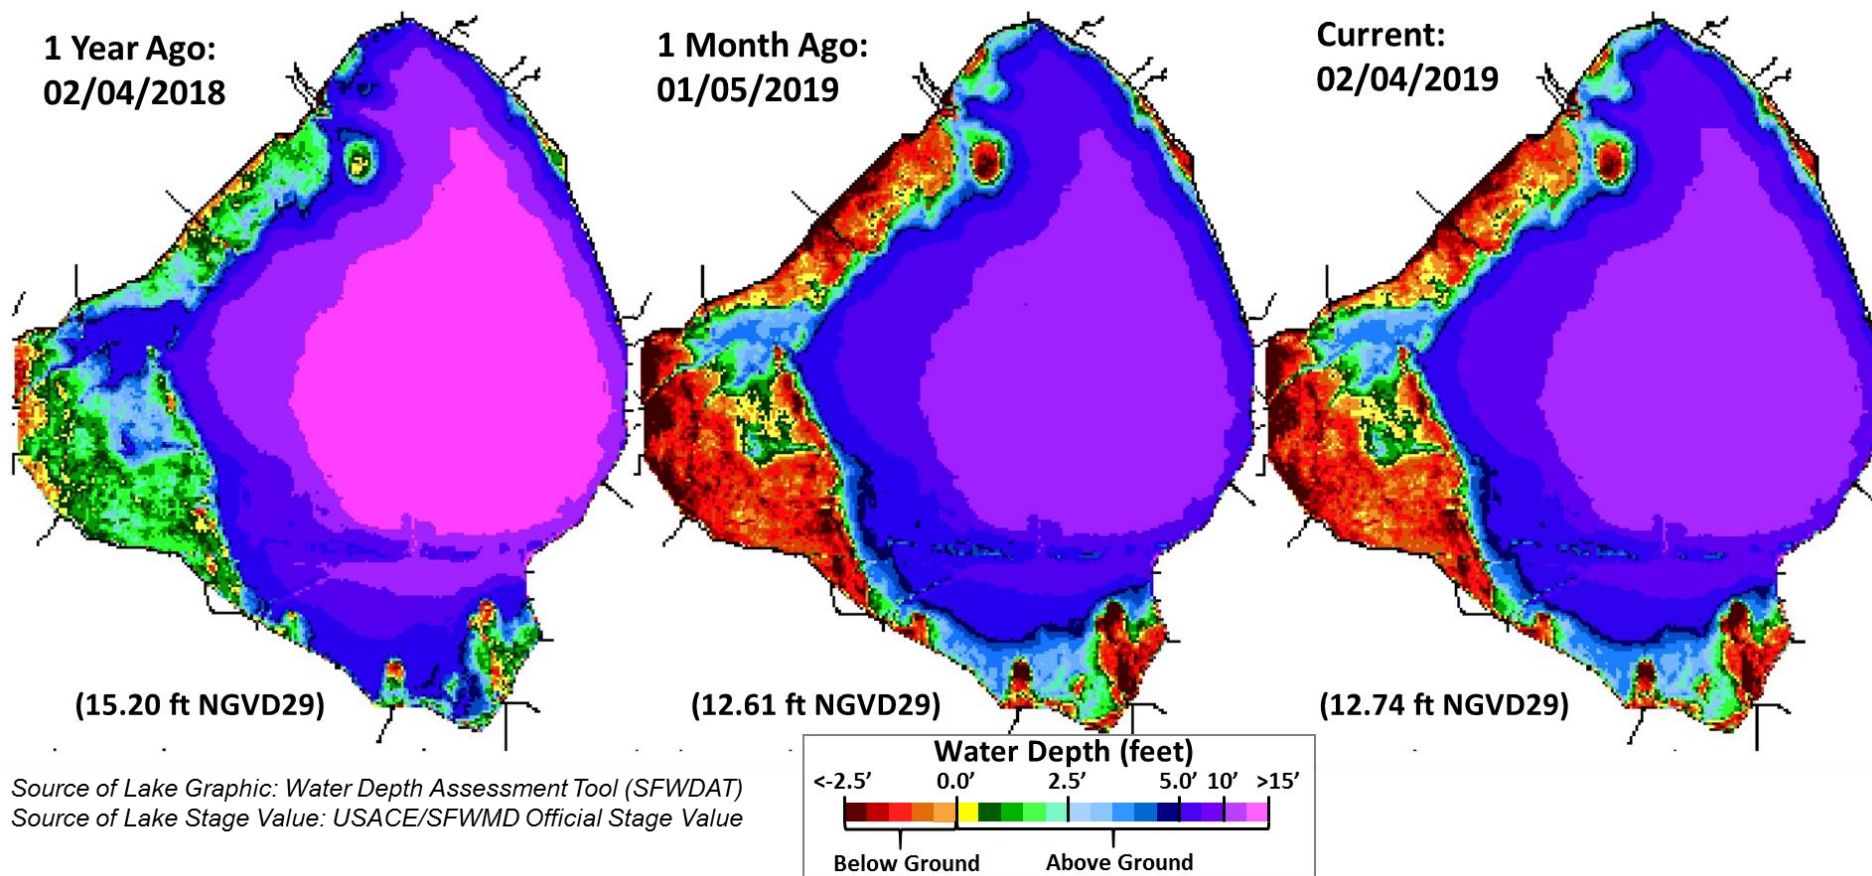 1 Year Ago:
02/04/2018
1 Month Ago:
01/05/2019
Current:
02/04/2019
(15.20 ft NGVD29)
(12.61 ft NGVD29)
(12.74 ft NGVD29)
Source of Lake Graphic: Water Depth Assessment Tool (SFWDAT)
Source of Lake Stage Value: USACE/SFWMD Official Stage Value
Water Depth (feet)
<-2.5’ 0.0’ 2.5’ 5.0’ 10’ >15’
Below Ground Above Ground